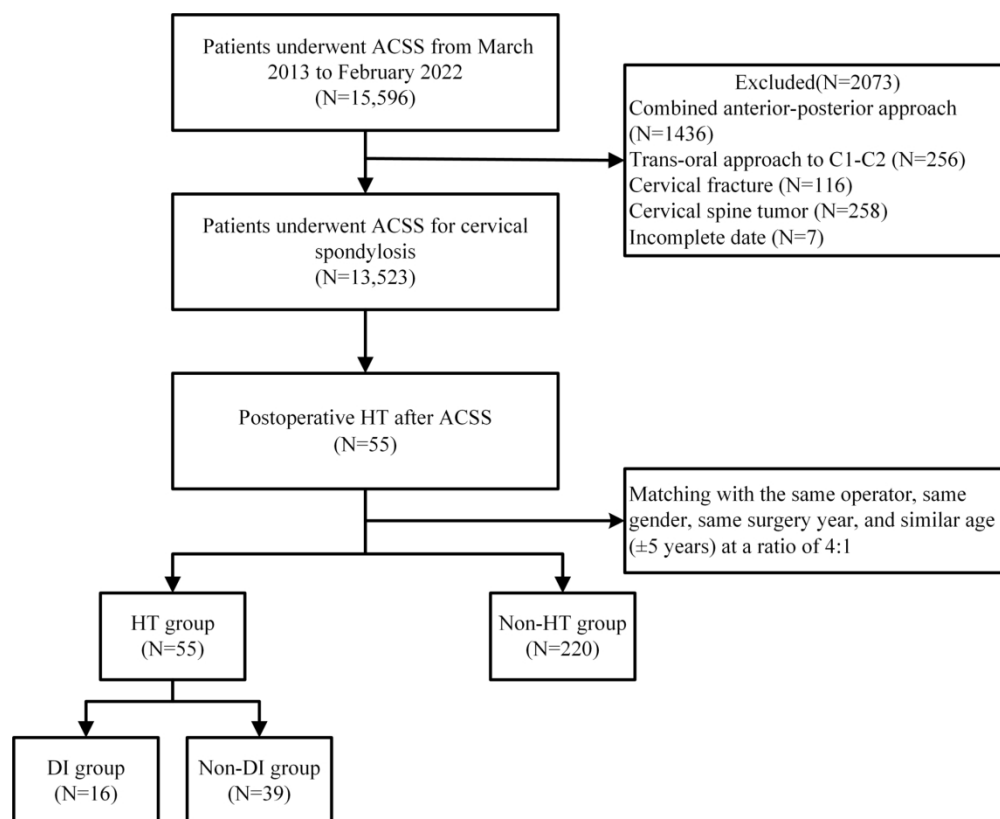 Patients underwent ACSS from March
2013 to February 2022
(N=15,596)
Excluded(N=2073)
Combined anterior-posterior approach
(N=1436)
Trans-oral approach to C1-C2 (N=256)
Cervical fracture (N=116)
Cervical spine tumor (N=258)
Incomplete date (N=7)
Patients underwent ACSS for cervical
spondylosis
(N=13,523)
Postoperative HT after ACSS
(N=55)
Matching with the same operator, same
gender, same surgery year, and similar age
(±5 years) at a ratio of 4:1
HT group
(N=55)
Non-HT group
(N=220)
DI group
(N=16)
Non-DI group
(N=39)